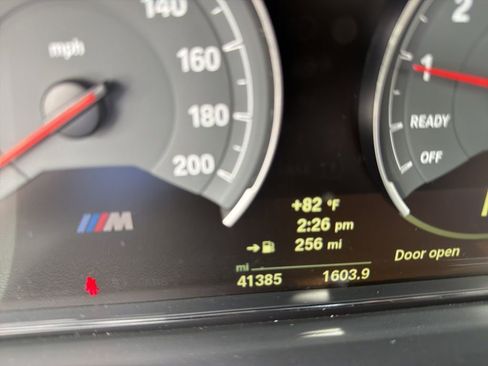 140
2
mph
160
1
180
READY
200
OFF
+82 °F
M
2:26 pm
256 mi
Door open
mi
41385 1603.9